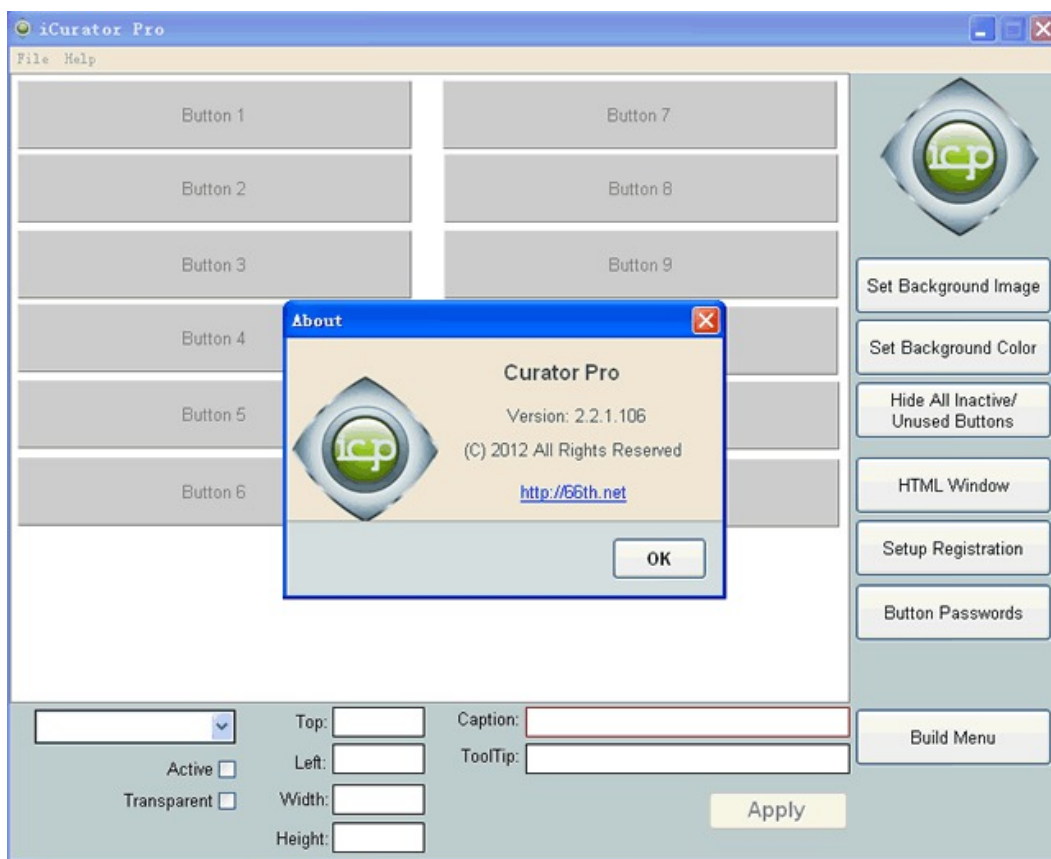 iCurator Pro
File Help
Button 1
Button 7
Button 2
Button 8
Button 3
Button 9
Button 4
Button 5
Button 6
icp
Set Background Image
Set Background Color
Hide All Inactive/
Unused Buttons
HTML Window
Setup Registration
Button Passwords
Build Menu
About
icp
Curator Pro
Version: 2.2.1.106
(C) 2012 All Rights Reserved
http://66th.net
OK
Top:
Caption:
Left:
ToolTip:
Active
Transparent
Width:
Height:
Apply